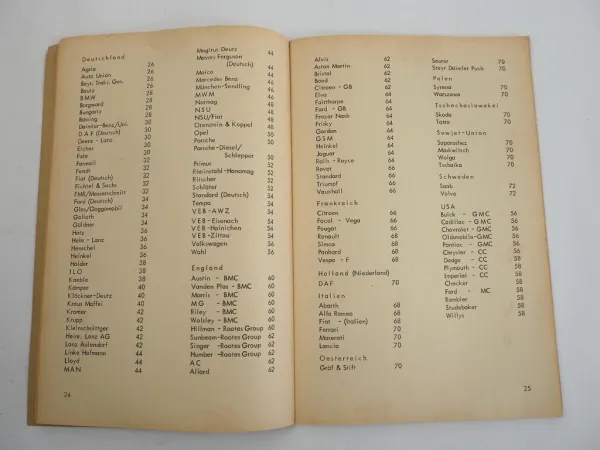 Deutschland
Agria 26
Auto Union 26
Bayr. Dakr. Ges. 26
Bautz 28
BMW 28
Borgward 28
Bungartz 28
Büssing 28
Daimler-Benz/Uni. 30
DAF (Deutsch) 30
Deere - Lanz 30
Eicher 30
Fahr 32
Farmall 32
Fendt 32
Fiat (Deutsch) 32
Fichtel & Sachs 32
FMR/Messerschmitt 34
Ford (Deutsch) 34
Glas/Goggomobil 34
Goliath 34
Güldner 34
Hatz 36
Hela - Lanz 36
Henschel 36
Heinkel 36
Holder 38
ILO 38
Kaelble 38
Kämper 40
Klöckner-Deutz 40
Kraus Maffei 40
Kramer 42
Krupp 42
Kleinschnittger 42
Heinr. Lanz AG 42
Lanz Aulendorf 42
Linke Hofmann 44
Lloyd 44
MAN 44
24
Magirus Deutz 44
Massey Ferguson
(Deutsch) 44
Maico 44
Mercedes Benz 44
München-Sendling 46
MWM 46
Normag 48
NSU 48
NSU/Fiat 48
Orenstein & Koppel 48
Opel 50
Porsche 50
Porsche-Diesel/
Schlepper 50
Primus 52
Rheinstahl-Hanomag 52
Ritscher 52
Schlüter 52
Standard (Deutsch) 54
Tempo 54
VEB-AWZ 54
VEB-Eisenach 54
VEB-Hainichen 54
VEB-Zittau 54
Volkswagen 56
Wahl 56
England
Austin - BMC 60
Vanden Plas - BMC 60
Morris - BMC 60
MG - BMC 60
Riley - BMC 60
Wolsley - BMC 60
Hillman - Rootes Group 62
Sunbeam-Rootes Group 62
Singer -Rootes Group 62
Humber -Rootes Group 62
AC 62
Allard 62
Alvis 62
Aston Martin 62
Bristol 62
Bond 62
Citroen - GB 62
Elva 64
Fairthorpe 64
Ford - GB 64
Frazer Nash 64
Frisky 64
Gordon 64
GSM 64
Heinkel 64
Jaguar 64
Rolls - Royce 64
Rover 66
Standard 66
Triumpf 66
Vauxhall 66
Frankreich
Citroen 66
Facel - Vega 66
Peugot 66
Renault 68
Simca 68
Panhard 68
Vespa - F 68
Holland (Niederland)
DAF 70
Italien
Abarth 68
Alfa Romeo 68
Fiat - (Italien) 68
Ferrari 70
Maserati 70
Lancia 70
Oesterreich
Gräf & Stift 70
Saurer 70
Steyr Daimler Puch 70
Polen
Syrena 70
Warszawa 70
Tschechoslowakei
Skoda 70
Tatra 70
Sowjet-Union
Saporoshez 70
Moskwitsch 70
Wolga 70
Tschaika 70
Schweden
Saab 72
Volvo 72
USA
Buick - GMC 56
Cadillac - GMC 56
Chevrolet - GMC 56
Oldsmobile-GMC 56
Pontiac - GMC 56
Chrysler - CC 56
Dodge - CC 58
Plymouth - CC 58
Imperiel - CC 58
Checker 58
Ford - MC 58
Rambler 58
Studebaker 58
Willys 58
25